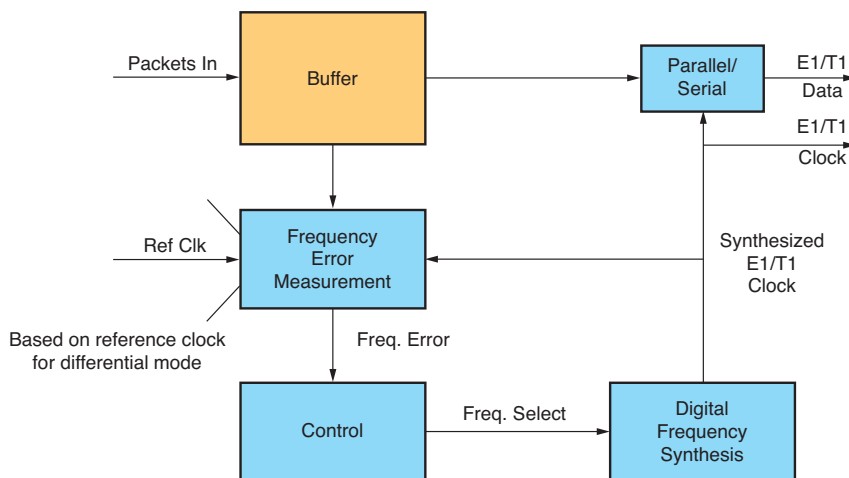 Packets In
Buffer
Parallel/
Serial
E1/T1
Data
E1/T1
Clock
Ref Clk
Frequency
Error
Measurement
Synthesized
E1/T1
Clock
Based on reference clock
for differential mode
Freq. Error
Control
Freq. Select
Digital
Frequency
Synthesis